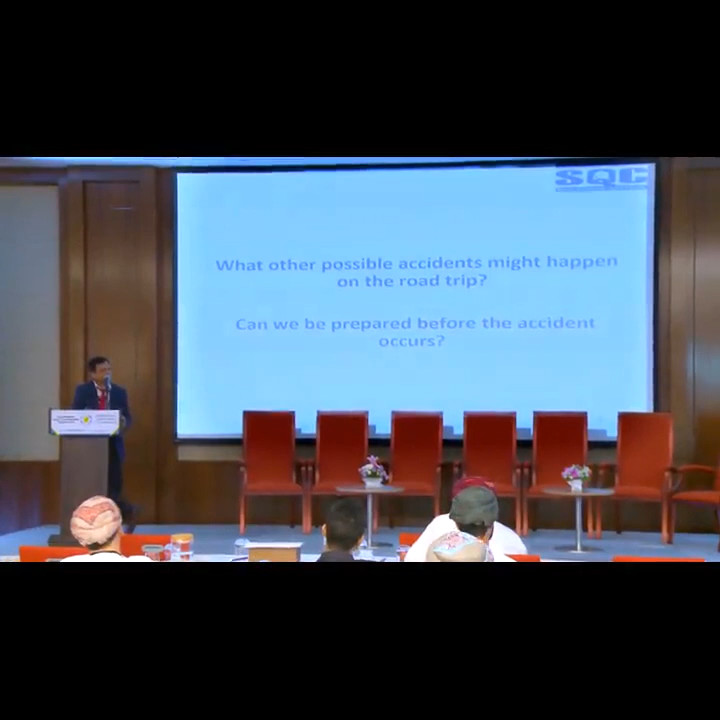 SQC
What other possible accidents might happen
on the road trip?
Can we be prepared before the accident
occurs?